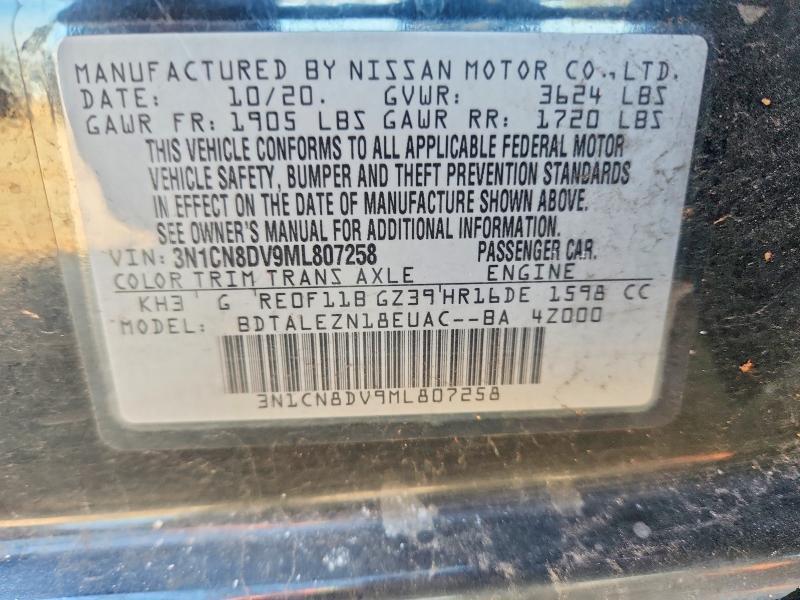 MANUFACTURED BY NISSAN MOTOR CO., LTD.
DATE: 10/20. GVWR: 3624 LBS
GAWR FR: 1905 LBS GAWR RR: 1720 LBS
THIS VEHICLE CONFORMS TO ALL APPLICABLE FEDERAL MOTOR
VEHICLE SAFETY, BUMPER AND THEFT PREVENTION STANDARDS
IN EFFECT ON THE DATE OF MANUFACTURE SHOWN ABOVE.
SEE OWNER'S MANUAL FOR ADDITIONAL INFORMATION.
VIN: 3N1CN8DV9ML807258 PASSENGER CAR.
COLOR TRIM TRANS AXLE ENGINE
KH3 G RE0F11B GZ39 HR16DE 1598 CC
MODEL: BDTALEZN18EUAC--BA 4Z000
3N1CN8DV9ML807258